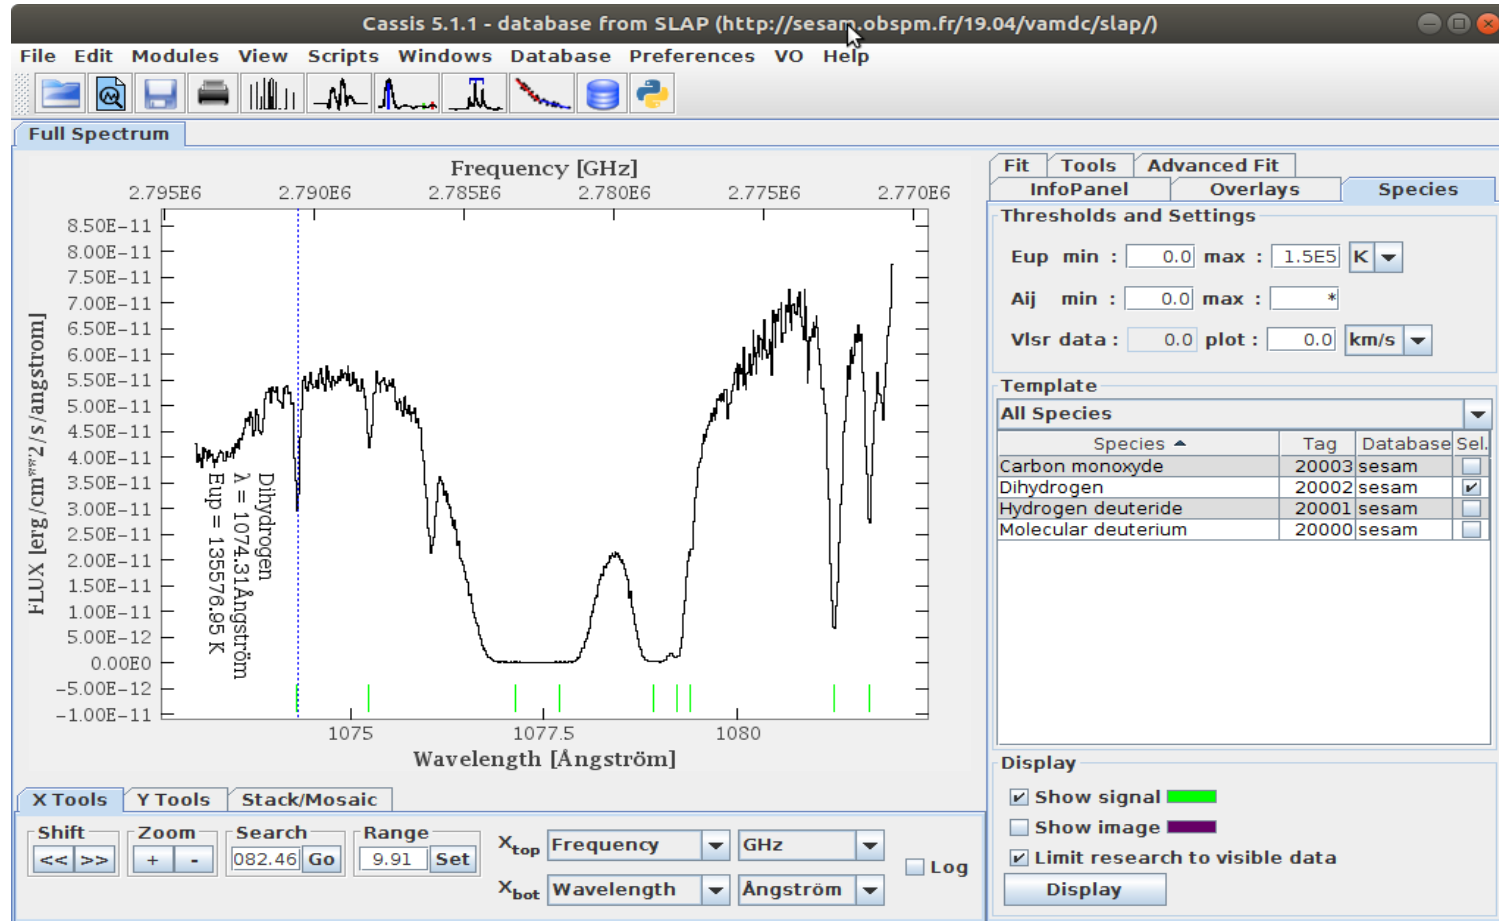 Cassis 5.1.1 - database from SLAP (http://sesam.obspm.fr/19.04/vamdc/slap/)
File Edit Modules View Scripts Windows Database Preferences VO Help
Full Spectrum
Frequency [GHz]
2.795E6 2.790E6 2.785E6 2.780E6 2.775E6 2.770E6
FLUX [erg/cm**2/s/angstrom]
8.50E-11
8.00E-11
7.50E-11
7.00E-11
6.50E-11
6.00E-11
5.50E-11
5.00E-11
4.50E-11
4.00E-11
3.50E-11
3.00E-11
2.50E-11
2.00E-11
1.50E-11
1.00E-11
5.00E-12
0.00E0
-5.00E-12
-1.00E-11
Dihydrogen
λ = 1074.31Ångström
Eup = 135576.95 K
1075 1077.5 1080
Wavelength [Ångström]
Fit Tools Advanced Fit
InfoPanel Overlays Species
Thresholds and Settings
Eup min : 0.0 max : 1.5E5 K
Aij min : 0.0 max : *
Vlsr data : 0.0 plot : 0.0 km/s
Template
All Species
Species Tag Database Sel.
Carbon monoxyde 20003 sesam
Dihydrogen 20002 sesam
Hydrogen deuteride 20001 sesam
Molecular deuterium 20000 sesam
Display
Show signal
Show image
Limit research to visible data
Display
X Tools Y Tools Stack/Mosaic
Shift Zoom Search Range
<< >> + - 082.46 Go 9.91 Set
Xtop Frequency GHz
Xbot Wavelength Ångström
Log